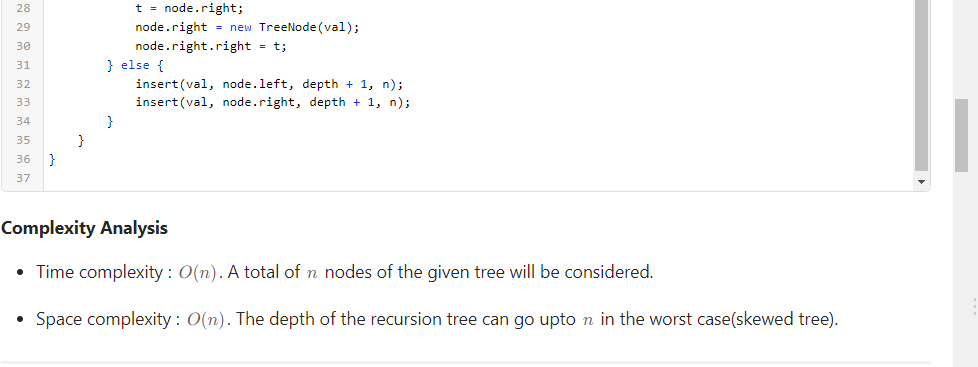 28 t = node.right;
29 node.right = new TreeNode(val);
30 node.right.right = t;
31 } else {
32 insert(val, node.left, depth + 1, n);
33 insert(val, node.right, depth + 1, n);
34 }
35 }
36 }
37
Complexity Analysis
• Time complexity : O(n). A total of n nodes of the given tree will be considered.
• Space complexity : O(n). The depth of the recursion tree can go upto n in the worst case(skewed tree).